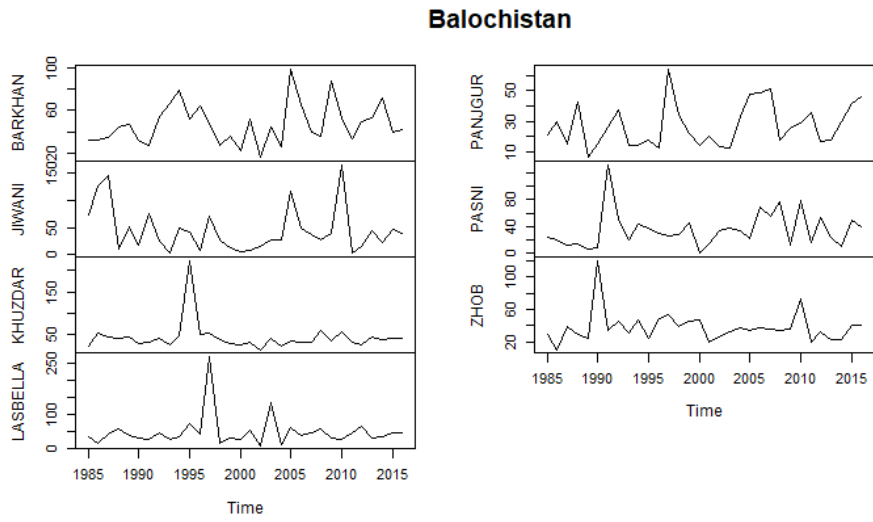 Balochistan
BARKHAN
20 60 100
JIWANI
0 50 150
KHUZDAR
50 150
LASBELLA
0 100 250
1985 1990 1995 2000 2005 2010 2015
Time
PANJGUR
10 30 50
PASNI
0 40 80
ZHOB
20 60 100
1985 1990 1995 2000 2005 2010 2015
Time